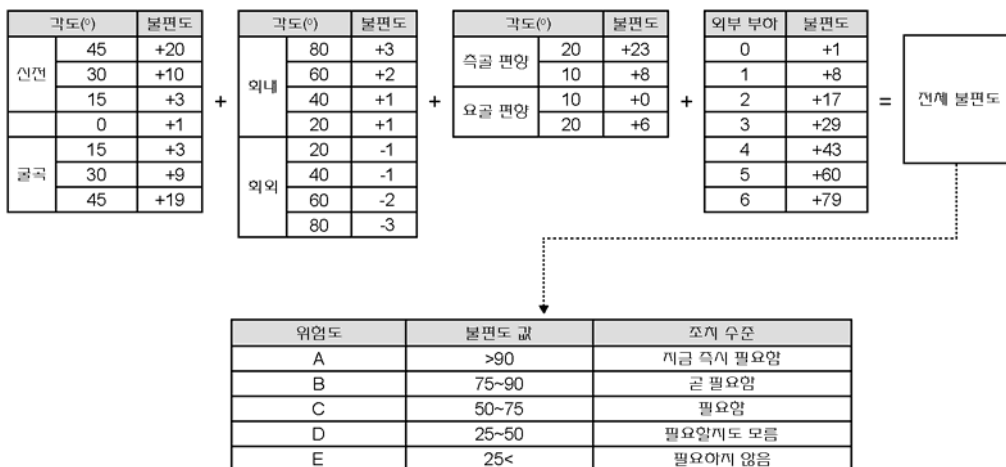 각도(º) 불편도
신전 45 +20
30 +10
15 +3
0 +1
굴곡 15 +3
30 +9
45 +19
+
각도(º) 불편도
회내 80 +3
60 +2
40 +1
20 +1
회외 20 -1
40 -1
60 -2
80 -3
+
각도(º) 불편도
측골 편양 20 +23
10 +8
요골 편양 10 +0
20 +6
+
외부 부하 불편도
0 +1
1 +8
2 +17
3 +29
4 +43
5 +60
6 +79
=
전체 불편도
위험도 불편도 값 조치 수준
A >90 지금 즉시 필요함
B 75~90 곧 필요함
C 50~75 필요함
D 25~50 필요할지도 모름
E 25< 필요하지 않음